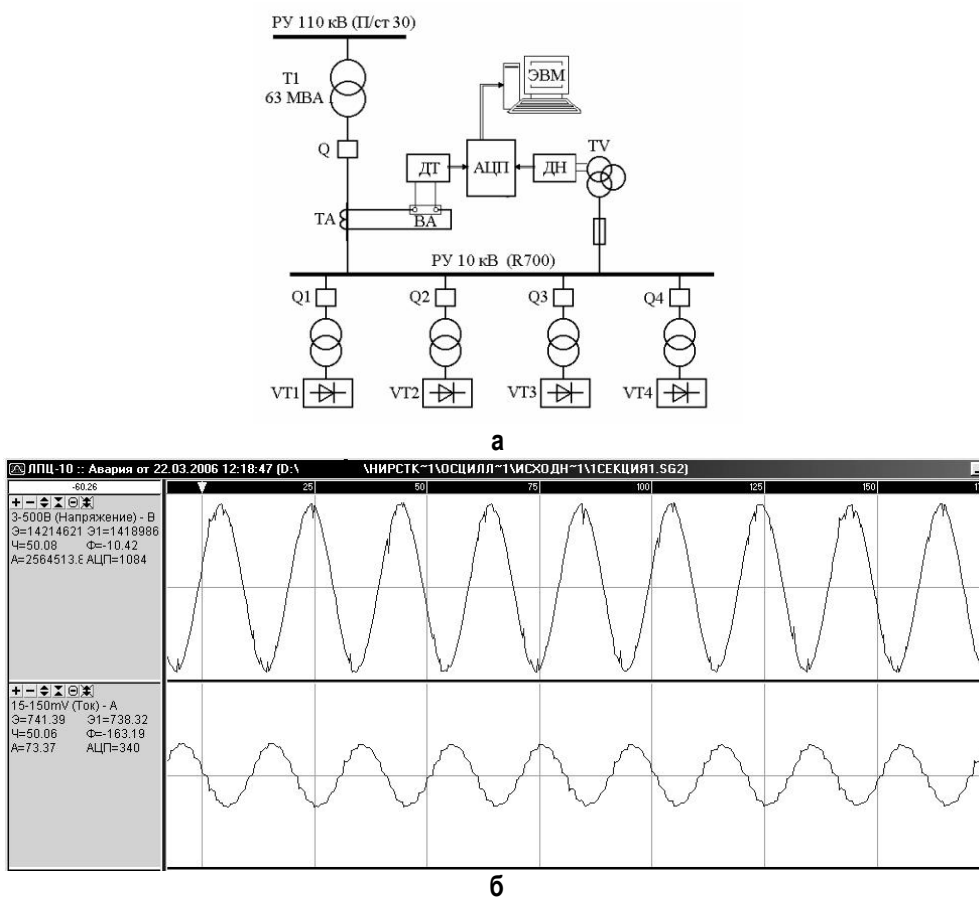 РУ 110 кВ (П/ст 30)
Т1
63 МВА
ЭВМ
Q
TV
ДТ
АЦП
ДН
ТА
ВА
РУ 10 кВ (R700)
Q1
Q2
Q3
Q4
VT1
VT2
VT3
VT4
а
ЛПЦ-10 :: Авария от 22.03.2006 12:18:47 (D:\ \НИРСТК~1\ОСЦИЛЛ~1\ИСХОДН~1\1СЕКЦИЯ1.SG2)
-60.26
25 50 75 100 125 150
3-500В (Напряжение) - В
Э=14214621 Э1=1418986
Ч=50.08 Ф=-10.42
А=2564513.8 АЦП=1084
15-150mV (Ток) - А
Э=741.39 Э1=738.32
Ч=50.06 Ф=-163.19
А=73.37 АЦП=340
б